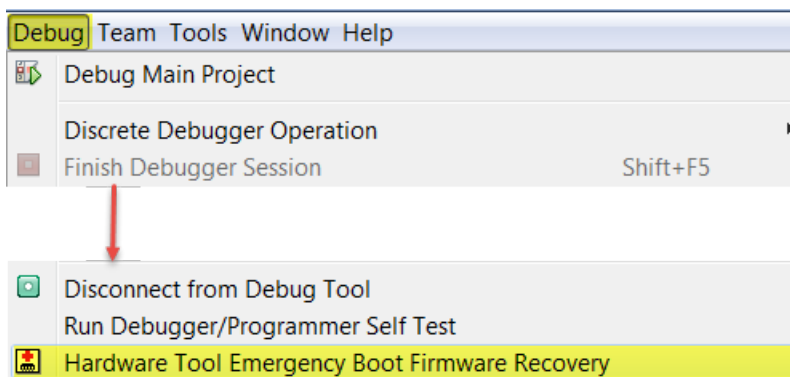 Debug Team Tools Window Help
Debug Main Project
Discrete Debugger Operation
Finish Debugger Session Shift+F5
Disconnect from Debug Tool
Run Debugger/Programmer Self Test
Hardware Tool Emergency Boot Firmware Recovery